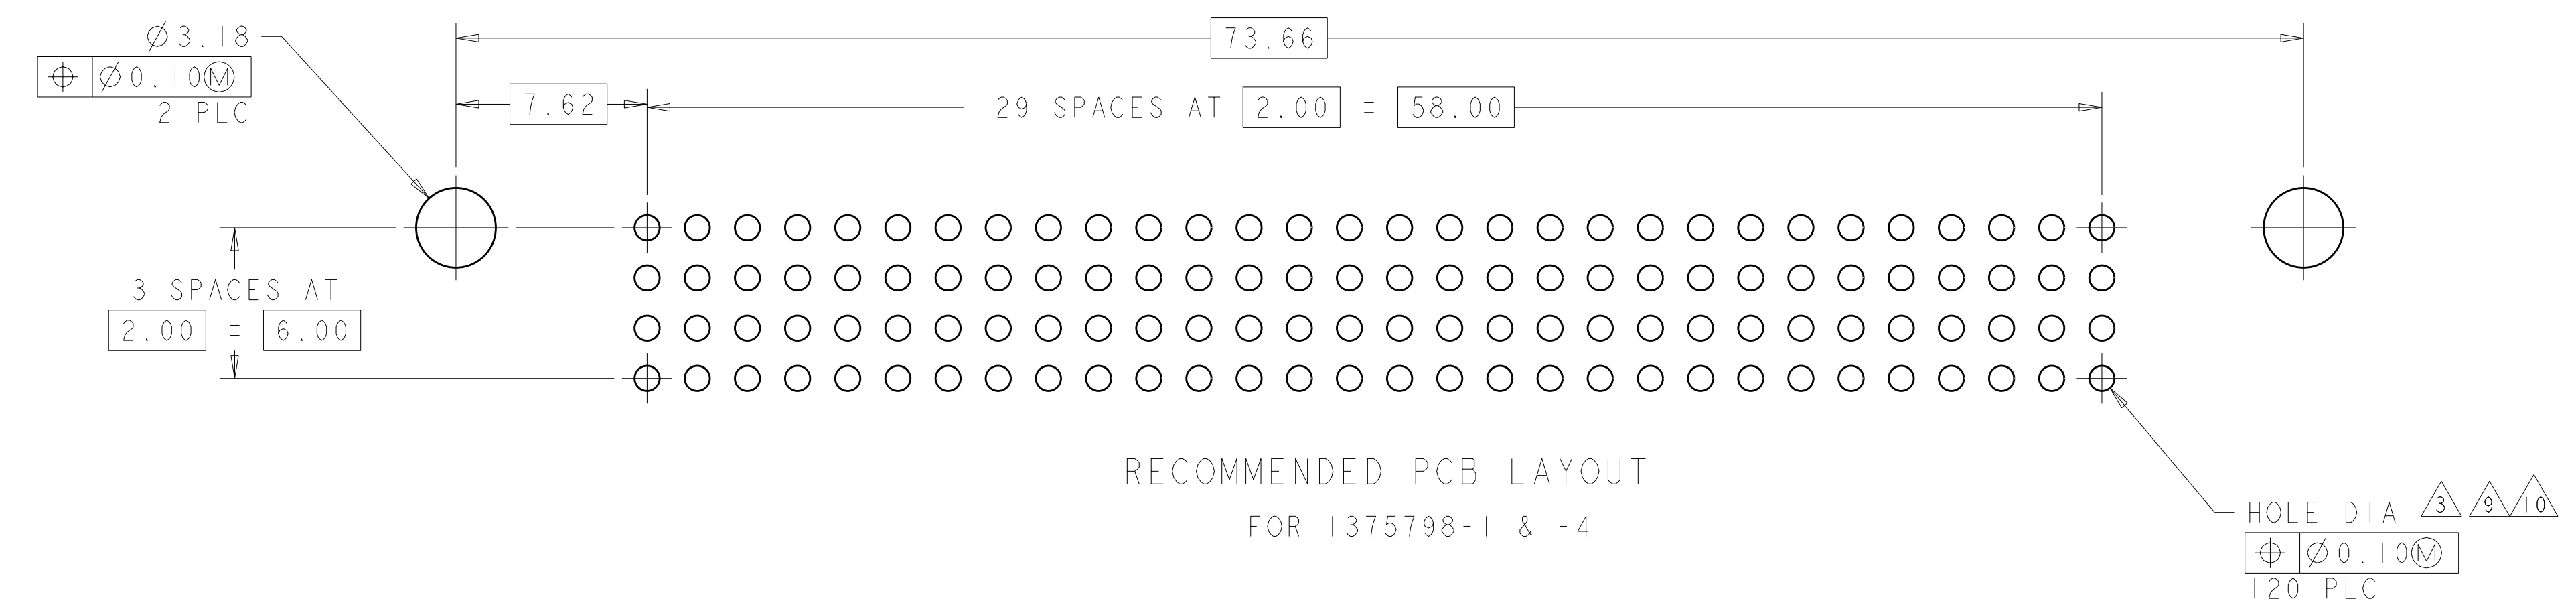 Ø3.18
⌖ Ø0.10Ⓜ
2 PLC
73.66
7.62
29 SPACES AT 2.00 = 58.00
3 SPACES AT
2.00 = 6.00
RECOMMENDED PCB LAYOUT
FOR 1375798-1 & -4
HOLE DIA 3 9 10
⌖ Ø0.10Ⓜ
120 PLC